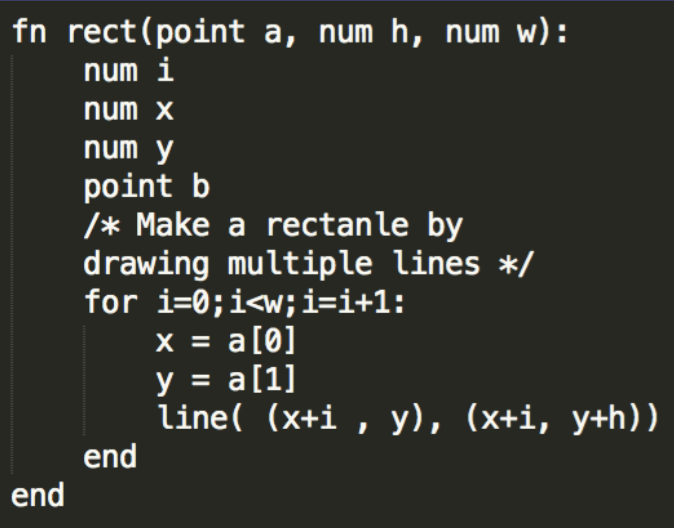 fn rect(point a, num h, num w):
    num i
    num x
    num y
    point b
    /* Make a rectanle by
    drawing multiple lines */
    for i=0;i<w;i=i+1:
        x = a[0]
        y = a[1]
        line( (x+i , y), (x+i, y+h))
    end
end